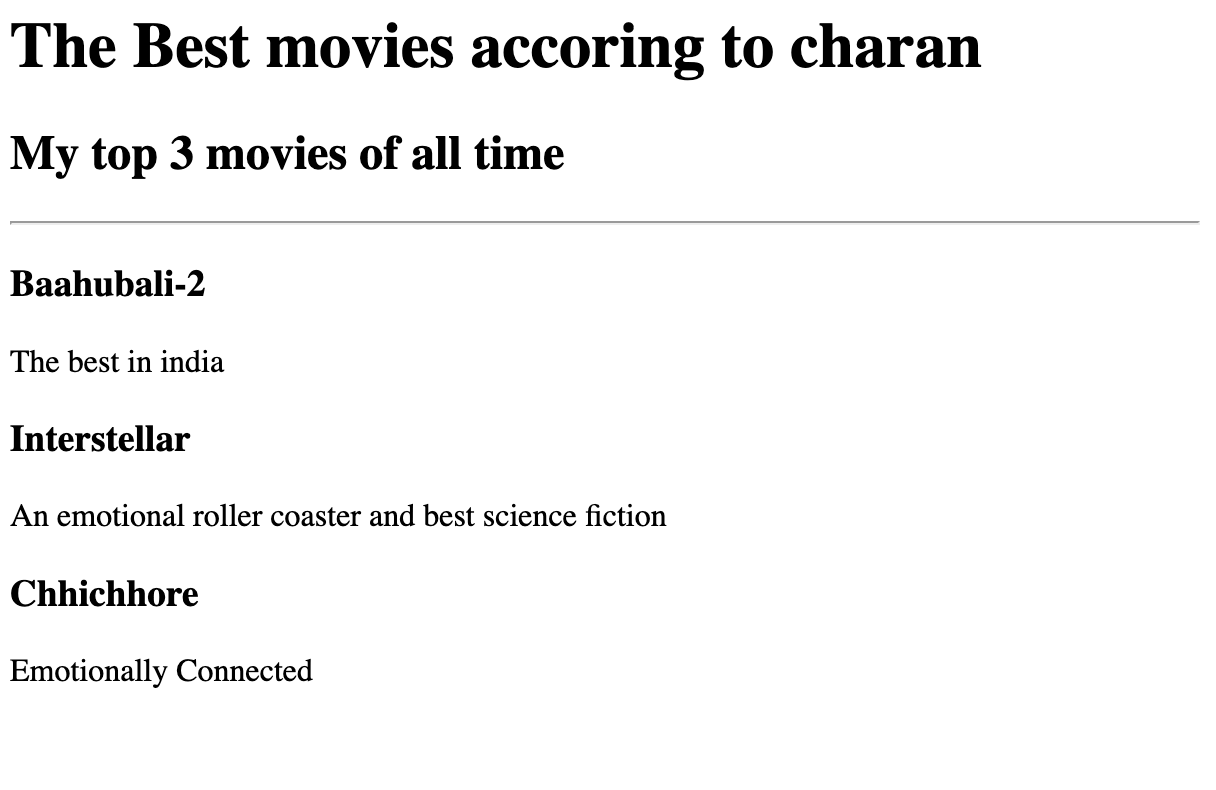 The Best movies accoring to charan
My top 3 movies of all time
Baahubali-2
The best in india
Interstellar
An emotional roller coaster and best science fiction
Chhichhore
Emotionally Connected